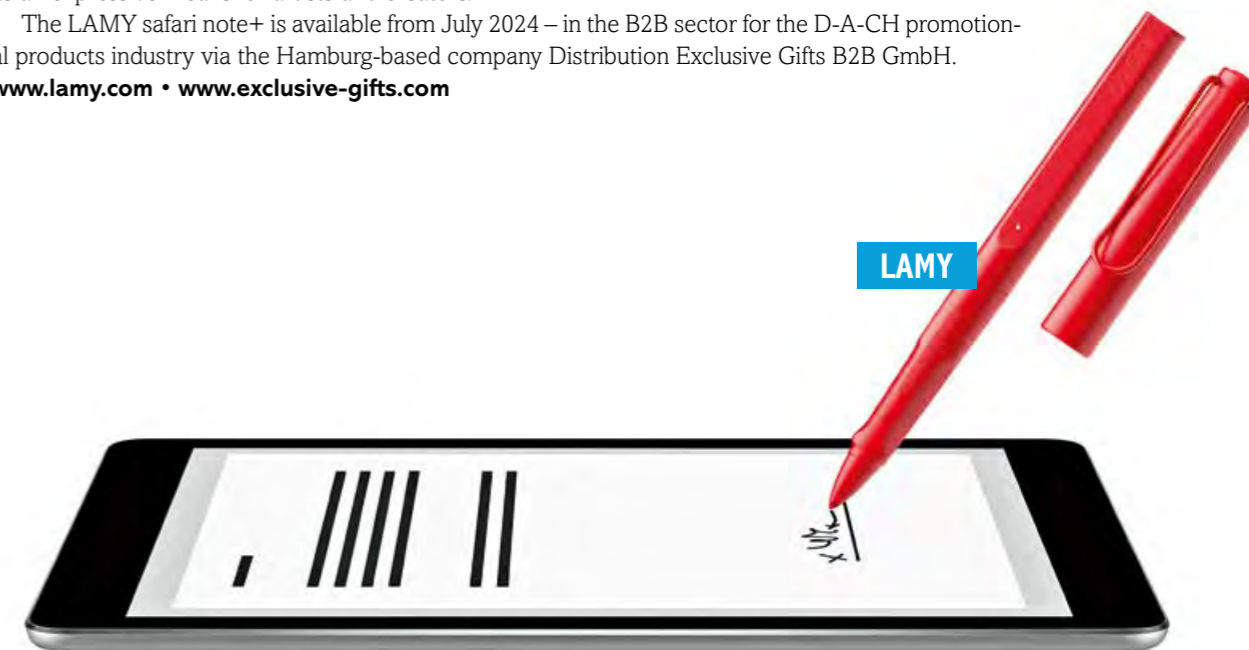 The LAMY safari note+ is available from July 2024 – in the B2B sector for the D-A-CH promotion-
al products industry via the Hamburg-based company Distribution Exclusive Gifts B2B GmbH.
www.lamy.com • www.exclusive-gifts.com
LAMY